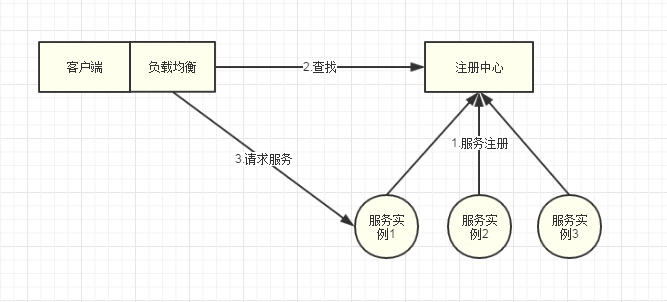 客户端
负载均衡
2.查找
注册中心
1.服务注册
3.请求服务
服务实
例1
服务实
例2
服务实
例3